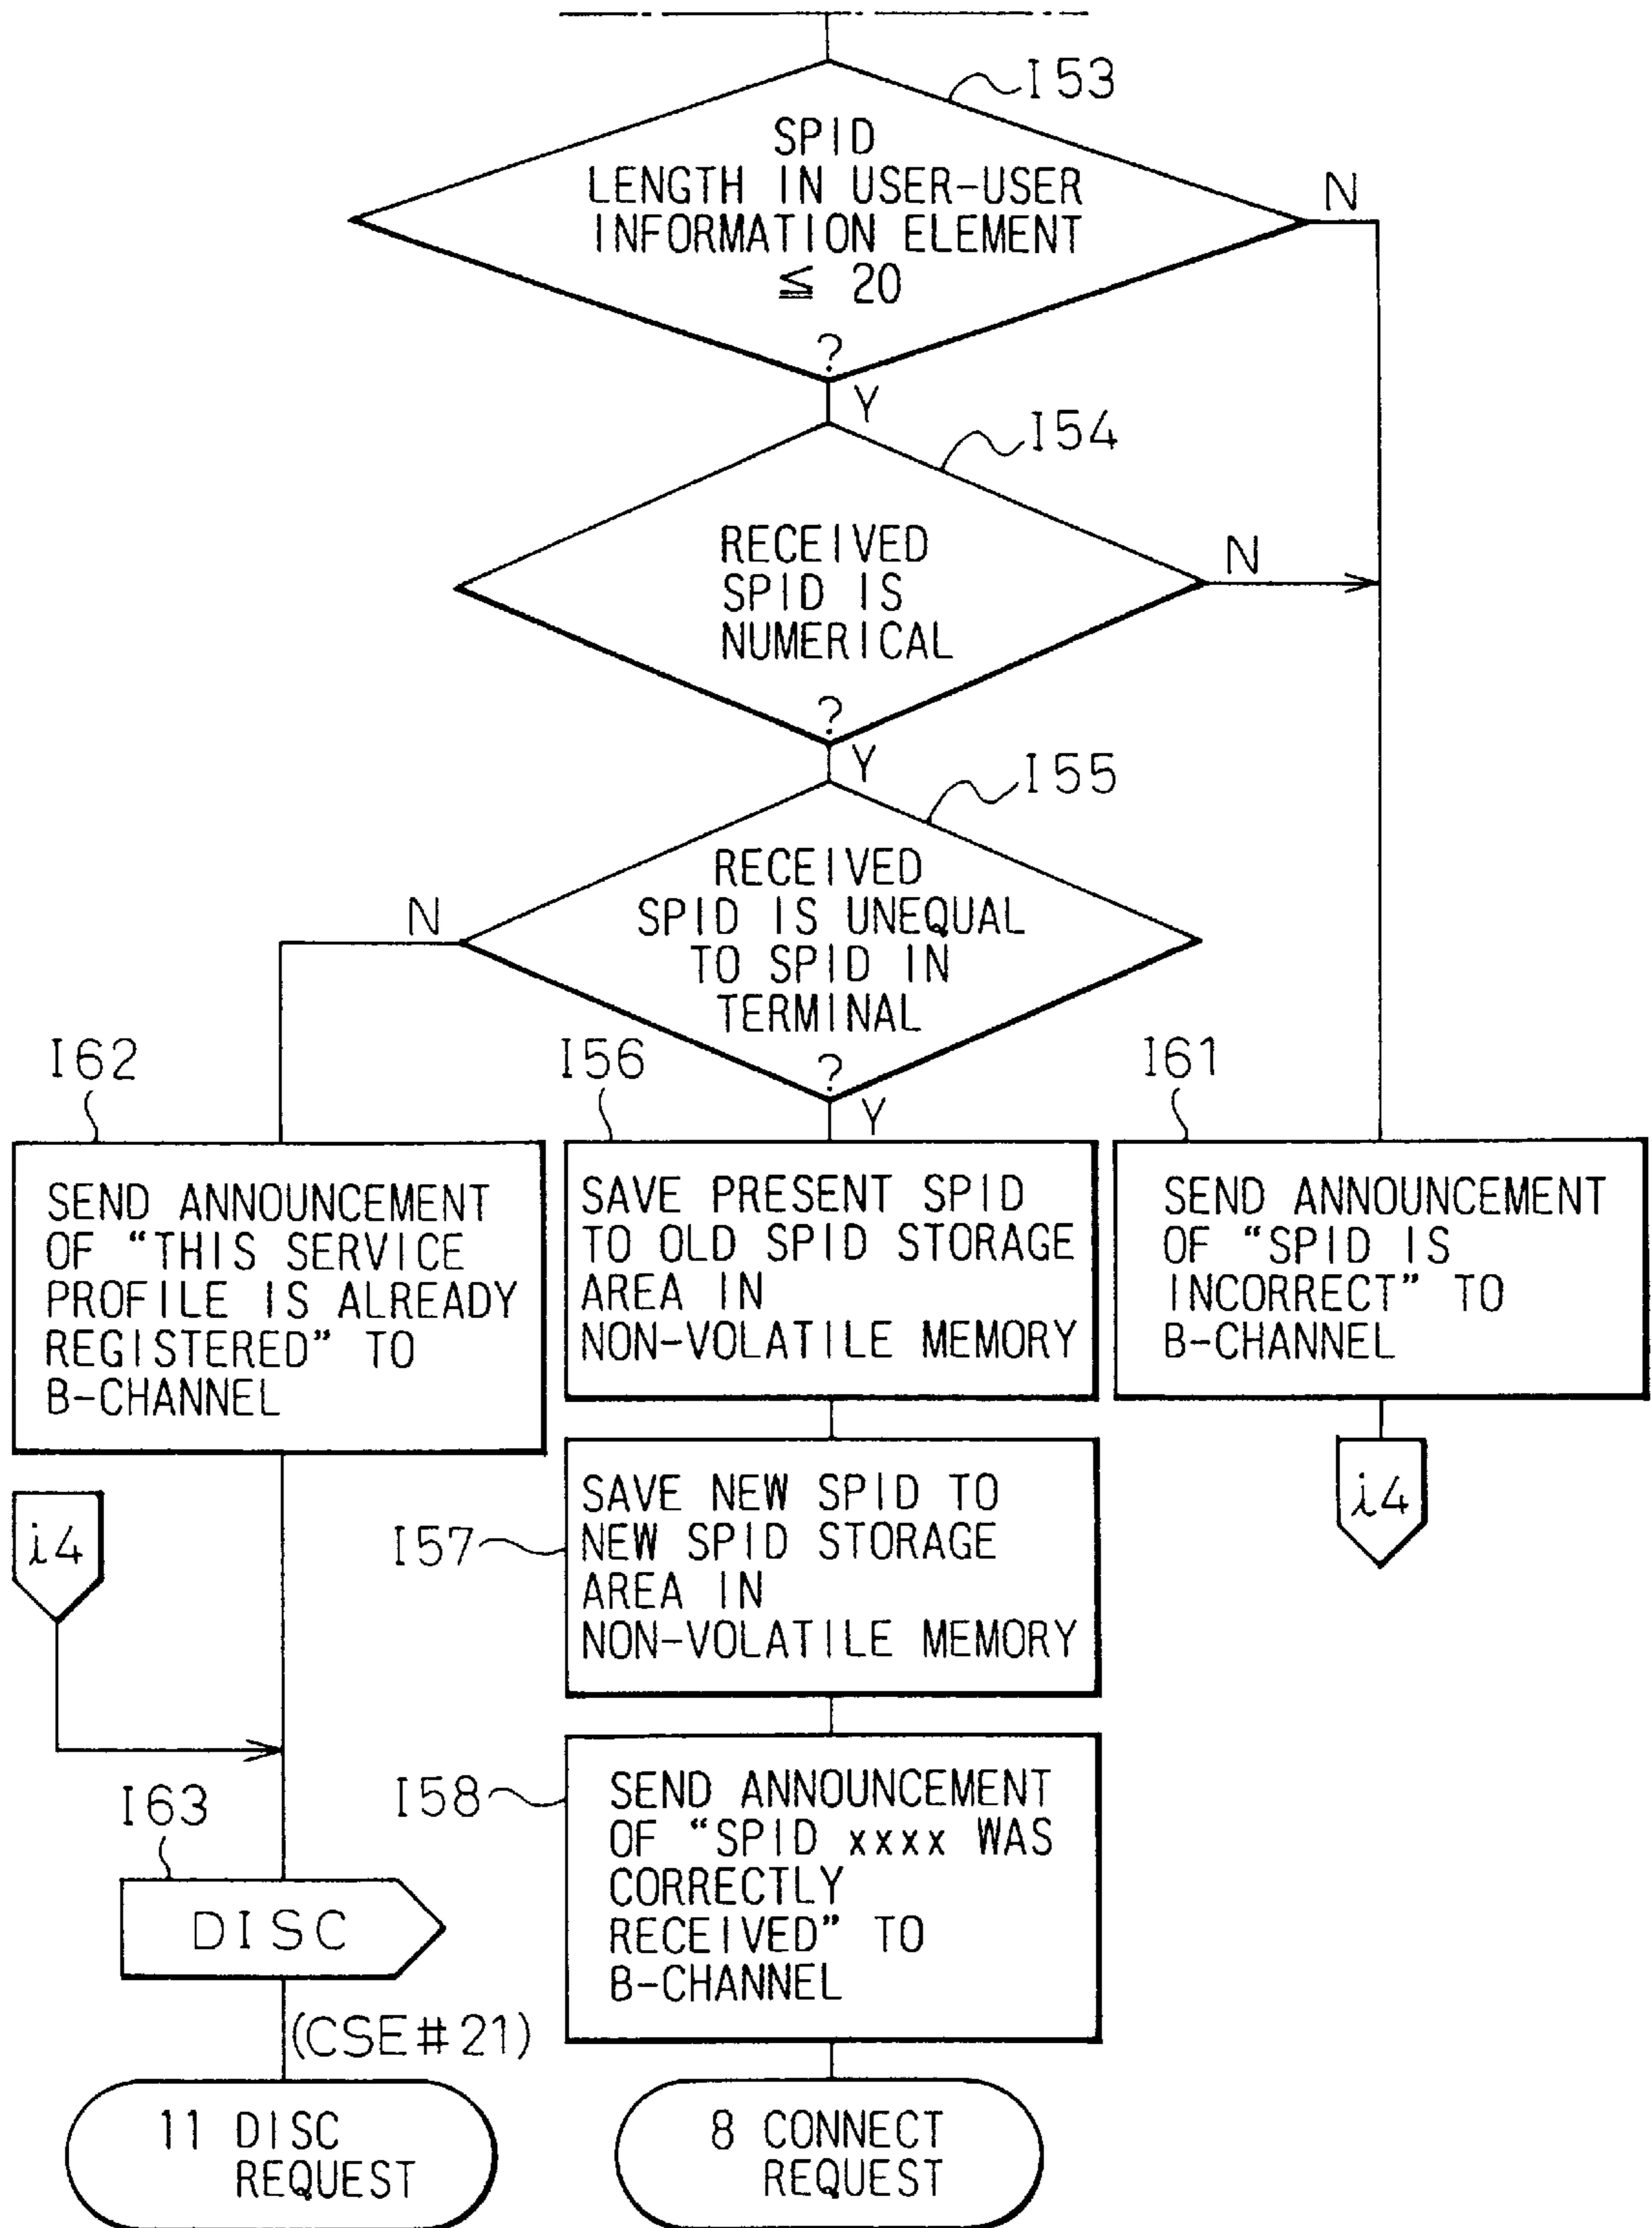 I53
SPID
LENGTH IN USER-USER
INFORMATION ELEMENT
≦ 20
?
N
Y
I54
RECEIVED
SPID IS
NUMERICAL
?
N
Y
I55
RECEIVED
SPID IS UNEQUAL
TO SPID IN
TERMINAL
?
N
Y
I62
SEND ANNOUNCEMENT
OF “THIS SERVICE
PROFILE IS ALREADY
REGISTERED” TO
B-CHANNEL
I56
SAVE PRESENT SPID
TO OLD SPID STORAGE
AREA IN
NON-VOLATILE MEMORY
I61
SEND ANNOUNCEMENT
OF “SPID IS
INCORRECT” TO
B-CHANNEL
i4
i4
I57
SAVE NEW SPID TO
NEW SPID STORAGE
AREA IN
NON-VOLATILE MEMORY
I63
DISC
(CSE#21)
11 DISC
REQUEST
I58
SEND ANNOUNCEMENT
OF “SPID xxxx WAS
CORRECTLY
RECEIVED” TO
B-CHANNEL
8 CONNECT
REQUEST